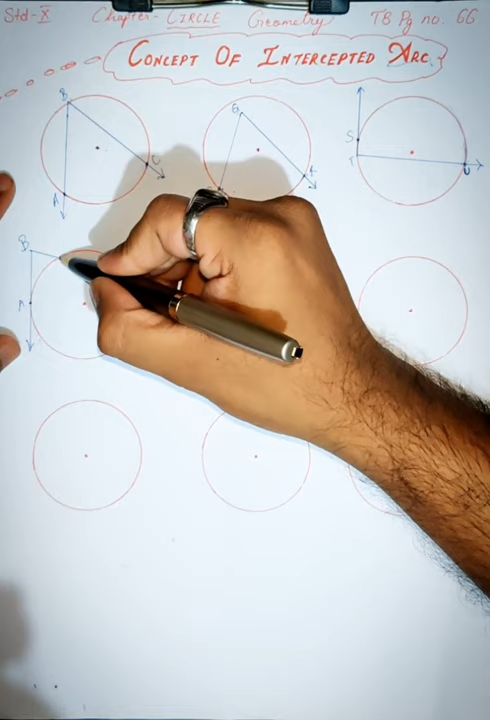 Std-X Chapter- CIRCLE Geometry TB Pg no. 66
CONCEPT OF INTERCEPTED ARC.
B
A
C
G
S
T
U
B
A